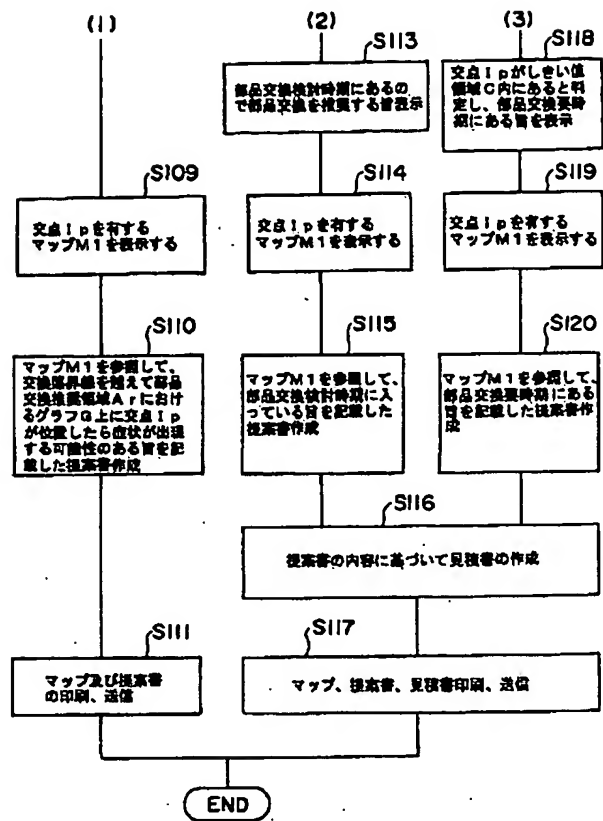 (1)
(2)
(3)
S113
部品交換検討時期にあるの
で部品交換を推奨する旨表示
S118
交点Ipがしきい値
領域C内にあると判
定し、部品交換要時
期にある旨を表示
S109
交点Ipを有する
マップM1を表示する
S114
交点Ipを有する
マップM1を表示する
S119
交点Ipを有する
マップM1を表示する
S110
マップM1を参照して、
交換限界線を越えて部品
交換推奨領域Arにおけ
るグラフG上に交点Ip
が位置したら症状が出現
する可能性のある旨を記
載した提案書作成
S115
マップM1を参照して、
部品交換検討時期に入
っている旨を記載した
提案書作成
S120
マップM1を参照して、
部品交換要時期にある
旨を記載した提案書作
成
S116
提案書の内容に基づいて見積書の作成
S111
マップ及び提案書
の印刷、送信
S117
マップ、提案書、見積書印刷、送信
END